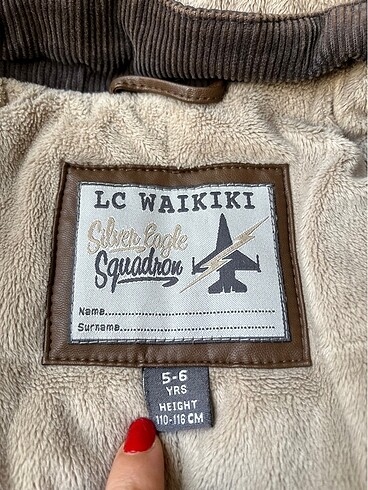 LC WAIKIKI
Silver Eagle
Squadron
Name......................................................
Surname..................................................
5-6
YRS
HEIGHT
110-116 CM